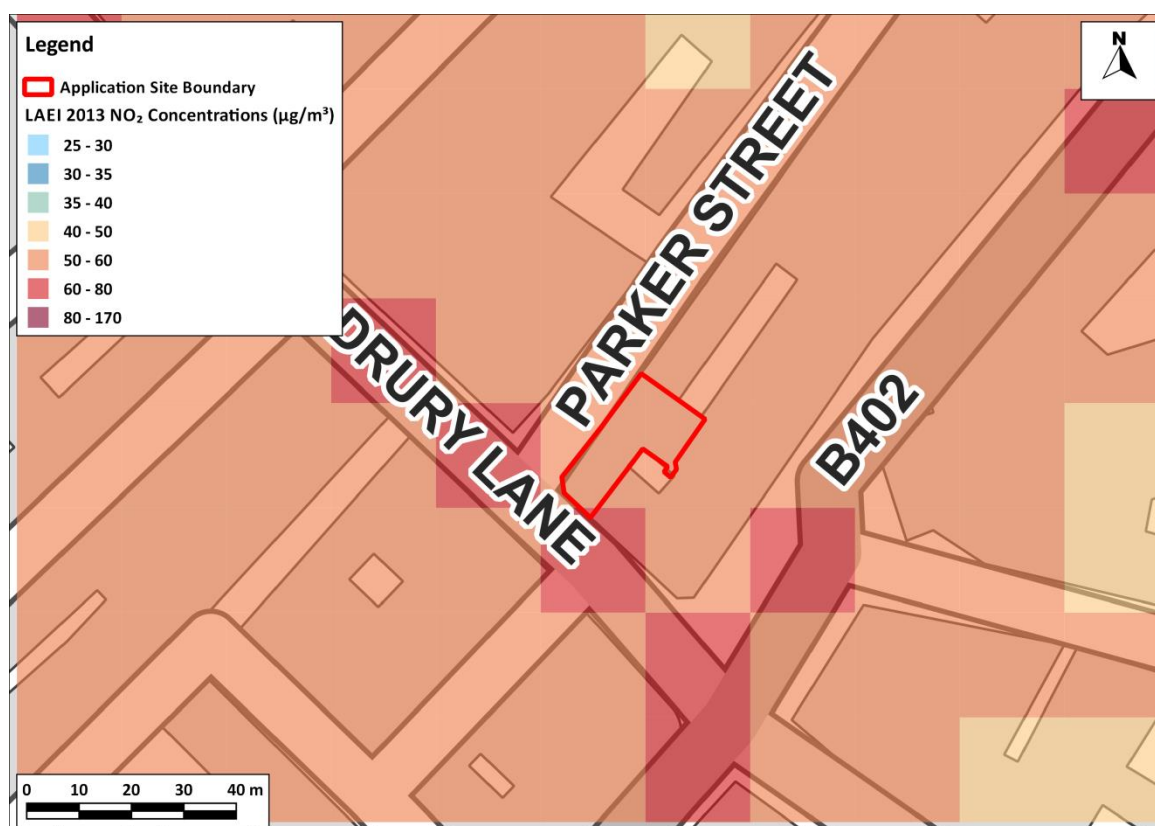 Legend
Application Site Boundary
LAEI 2013 NO₂ Concentrations (µg/m³)
25 - 30
30 - 35
35 - 40
40 - 50
50 - 60
60 - 80
80 - 170
N
PARKER STREET
DRURY LANE
B402
0 10 20 30 40 m